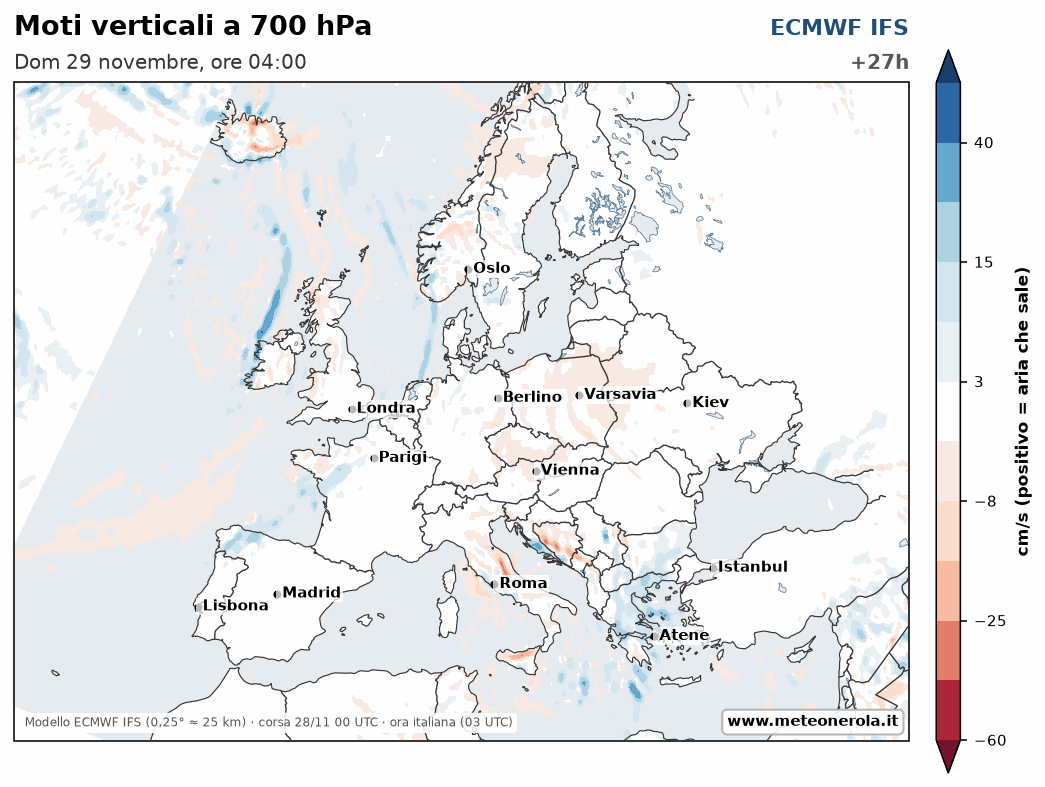 Moti verticali a 700 hPa
ECMWF IFS
Dom 29 novembre, ore 04:00
+27h
40
15
3
−8
−25
−60
cm/s (positivo = aria che sale)
Oslo
Berlino
Varsavia
Kiev
Londra
Parigi
Vienna
Istanbul
Roma
Madrid
Lisbona
Atene
Modello ECMWF IFS (0,25° ≈ 25 km) · corsa 28/11 00 UTC · ora italiana (03 UTC)
www.meteonerola.it